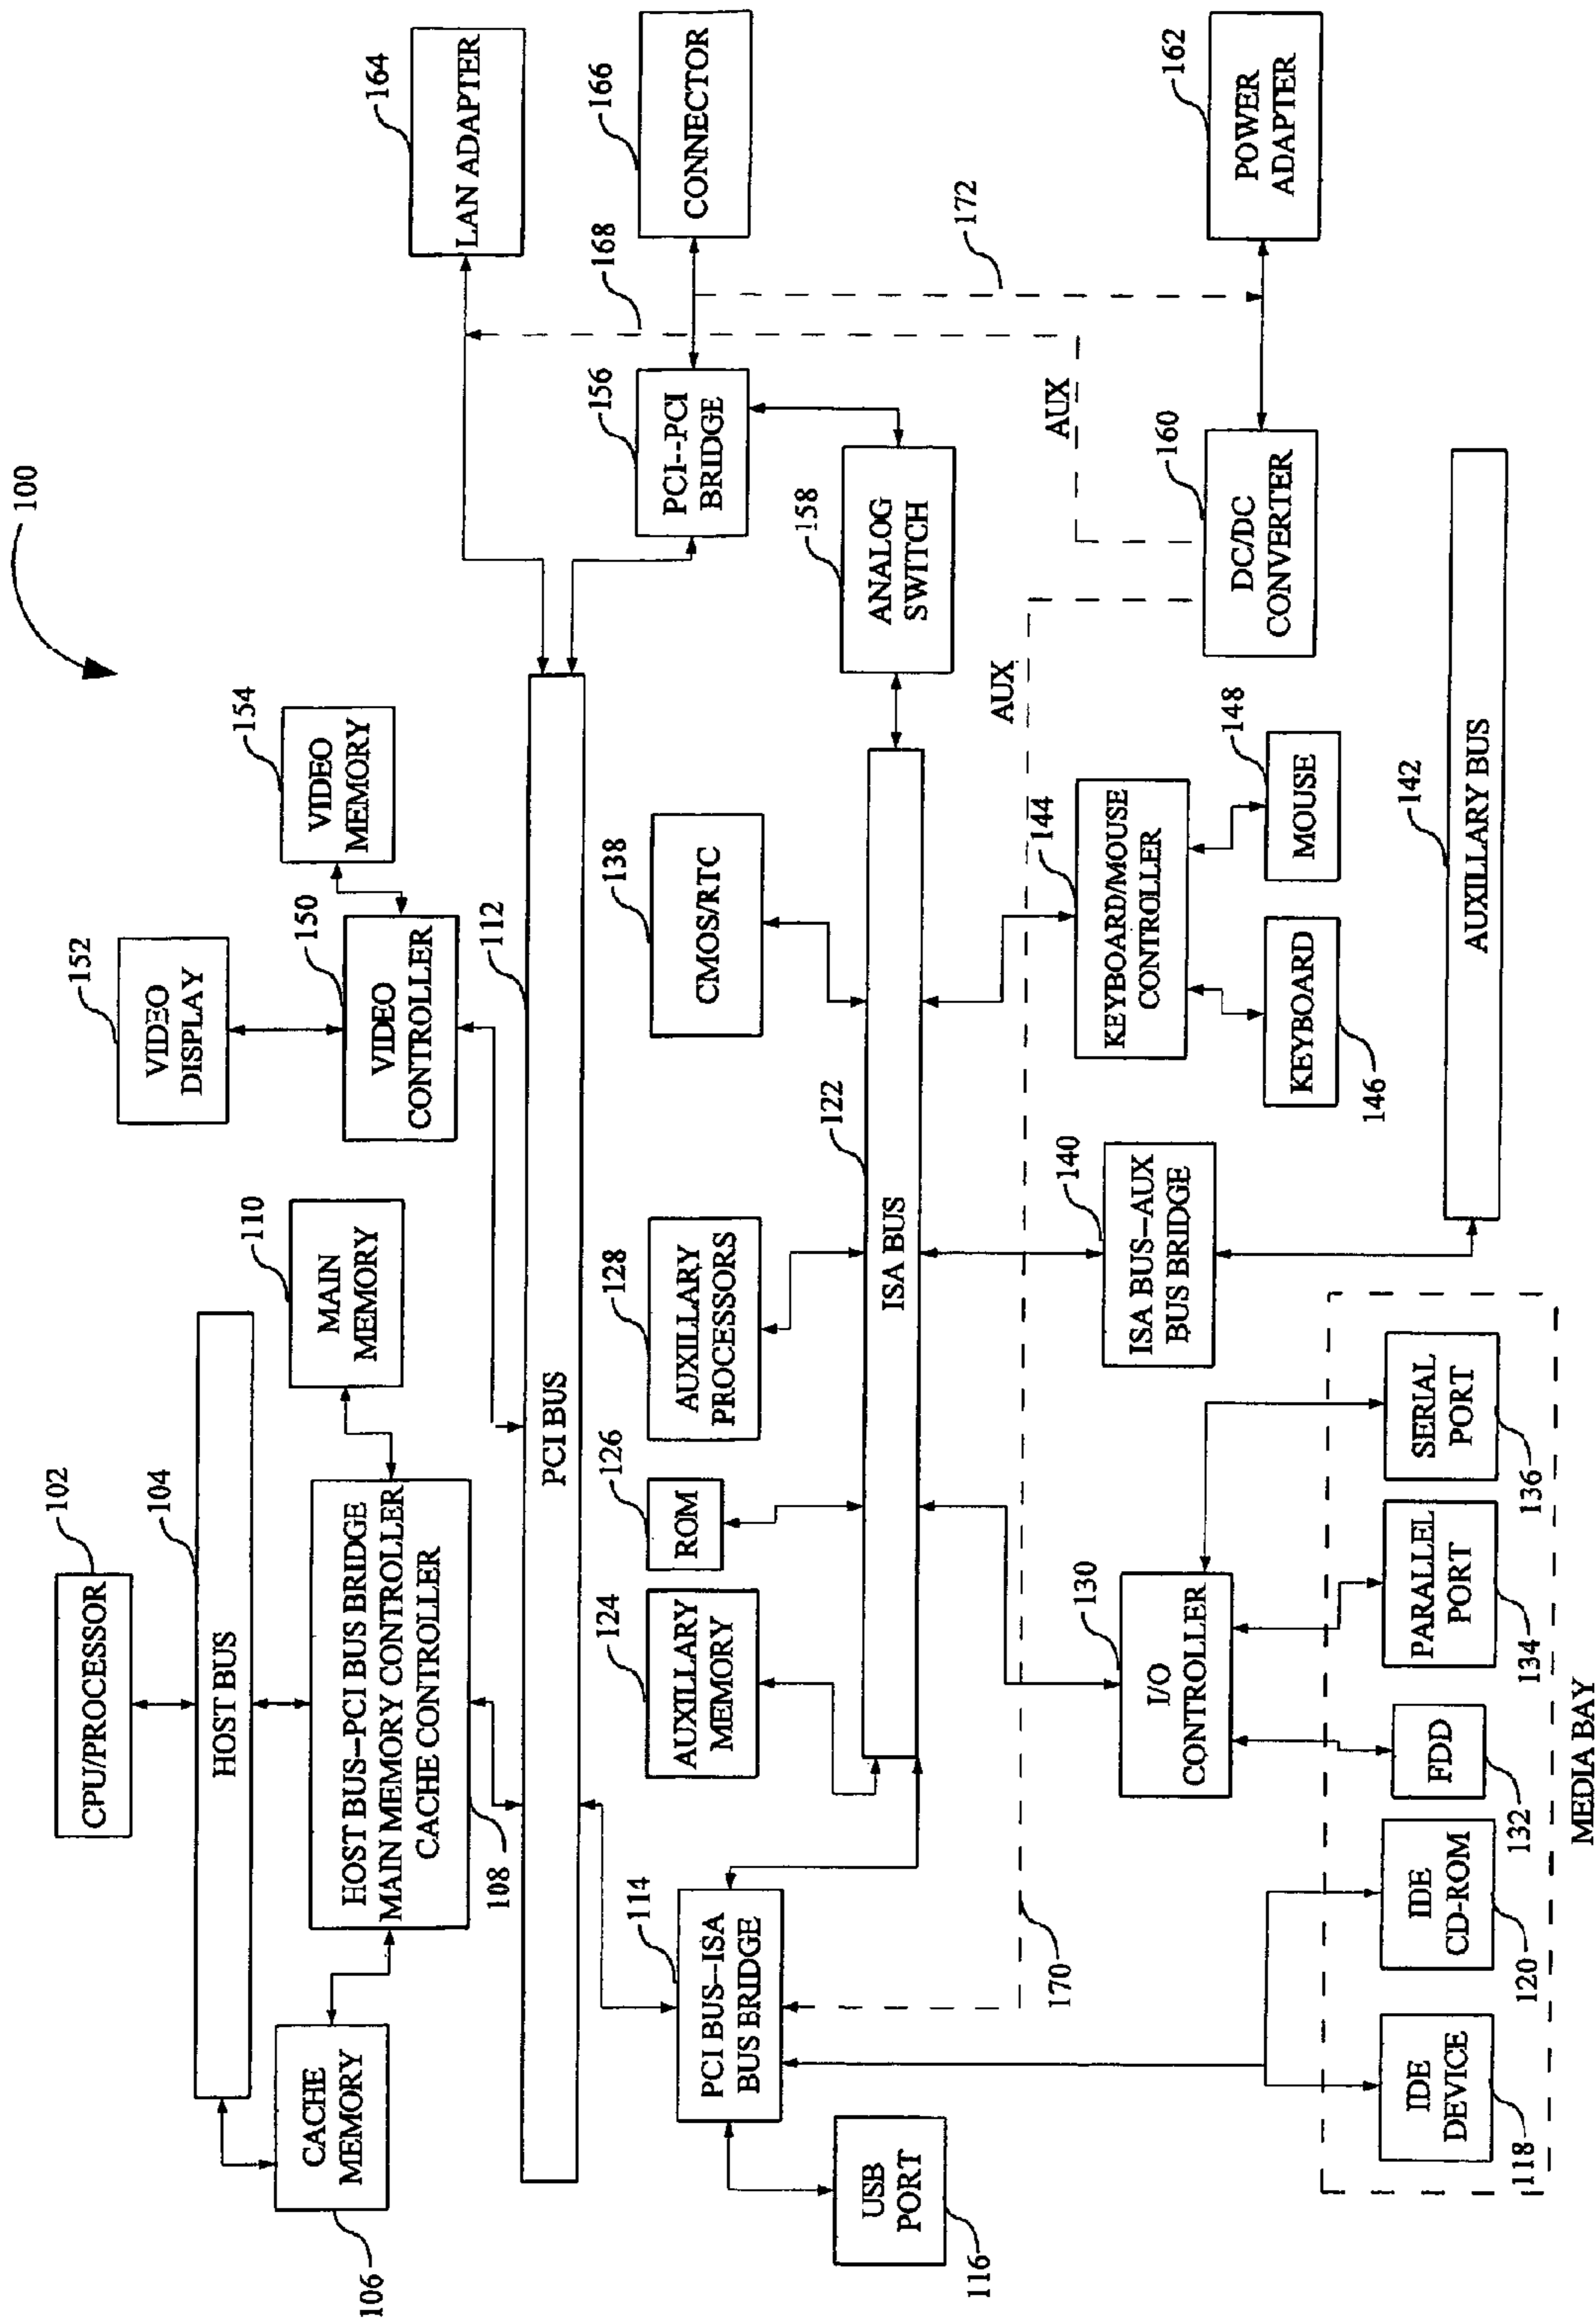 100
102
CPU/PROCESSOR
104
HOST BUS
106
CACHE
MEMORY
108
HOST BUS--PCI BUS BRIDGE
MAIN MEMORY CONTROLLER
CACHE CONTROLLER
110
MAIN
MEMORY
152
VIDEO
DISPLAY
150
VIDEO
CONTROLLER
154
VIDEO
MEMORY
164
LAN ADAPTER
112
PCI BUS
166
CONNECTOR
168
156
PCI--PCI
BRIDGE
172
114
PCI BUS--ISA
BUS BRIDGE
124
AUXILLARY
MEMORY
126
ROM
128
AUXILLARY
PROCESSORS
138
CMOS/RTC
158
ANALOG
SWITCH
122
ISA BUS
116
USB
PORT
AUX
AUX
170
130
I/O
CONTROLLER
140
ISA BUS--AUX
BUS BRIDGE
144
KEYBOARD/MOUSE
CONTROLLER
146
KEYBOARD
148
MOUSE
160
DC/DC
CONVERTER
162
POWER
ADAPTER
142
AUXILLARY BUS
118
IDE
DEVICE
120
IDE
CD-ROM
132
FDD
134
PARALLEL
PORT
136
SERIAL
PORT
MEDIA BAY